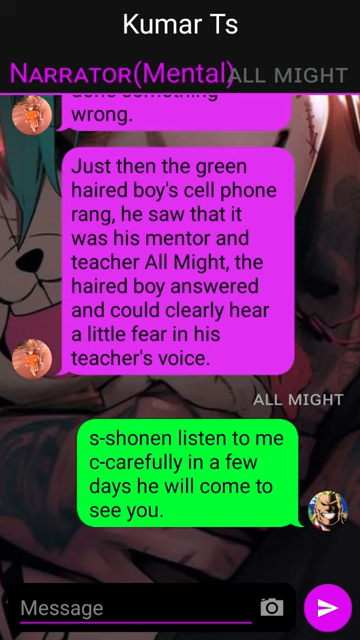 Kumar Ts
Narrator(Mental) All Might
done something
wrong.
Just then the green
haired boy's cell phone
rang, he saw that it
was his mentor and
teacher All Might, the
haired boy answered
and could clearly hear
a little fear in his
teacher's voice.
All Might
s-shonen listen to me
c-carefully in a few
days he will come to
see you.
Message